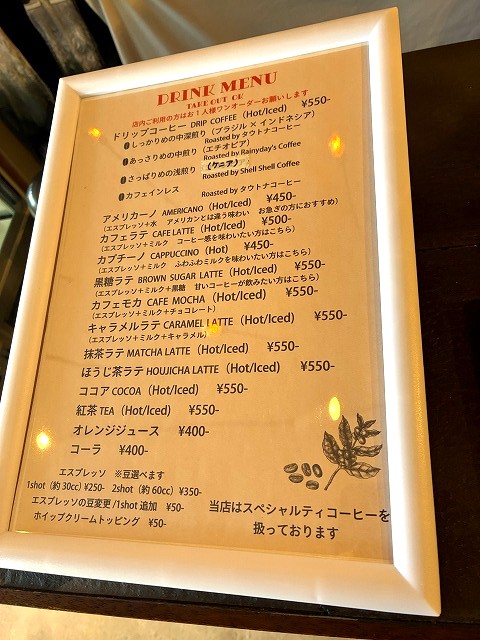 DRINK MENU
TAKE OUT OK
店内ご利用の方はお1人様ワンオーダーお願いします
ドリップコーヒー DRIP COFFEE (Hot/Iced) ¥550-
しっかりめの中深煎り (ブラジル × インドネシア)
Roasted by タウトナコーヒー
あっさりめの中煎り (エチオピア)
Roasted by Rainyday's Coffee
さっぱりめの浅煎り (ケニア)
Roasted by Shell Shell Coffee
カフェインレス Roasted by タウトナコーヒー
アメリカーノ AMERICANO (Hot/Iced) ¥450-
(エスプレッソ+水 アメリカンとは違う味わい お急ぎの方におすすめ)
カフェラテ CAFE LATTE (Hot/Iced) ¥500-
(エスプレッソ+ミルク コーヒー感を味わいたい方はこちら)
カプチーノ CAPPUCCINO (Hot) ¥450-
(エスプレッソ+ミルク ふわふわミルクを味わいたい方はこちら)
黒糖ラテ BROWN SUGAR LATTE (Hot/Iced) ¥550-
(エスプレッソ+ミルク+黒糖 甘いコーヒーが飲みたい方はこちら)
カフェモカ CAFE MOCHA (Hot/Iced) ¥550-
(エスプレッソ+ミルク+チョコレート)
キャラメルラテ CARAMEL LATTE (Hot/Iced) ¥550-
(エスプレッソ+ミルク+キャラメル)
抹茶ラテ MATCHA LATTE (Hot/Iced) ¥550-
ほうじ茶ラテ HOUJICHA LATTE (Hot/Iced) ¥550-
ココア COCOA (Hot/Iced) ¥550-
紅茶 TEA (Hot/Iced) ¥550-
オレンジジュース ¥400-
コーラ ¥400-
エスプレッソ ※豆選べます
1shot (約30cc) ¥250- 2shot (約60cc) ¥350-
エスプレッソの豆変更/1shot 追加 ¥50-
ホイップクリームトッピング ¥50-
当店はスペシャルティコーヒーを
扱っております